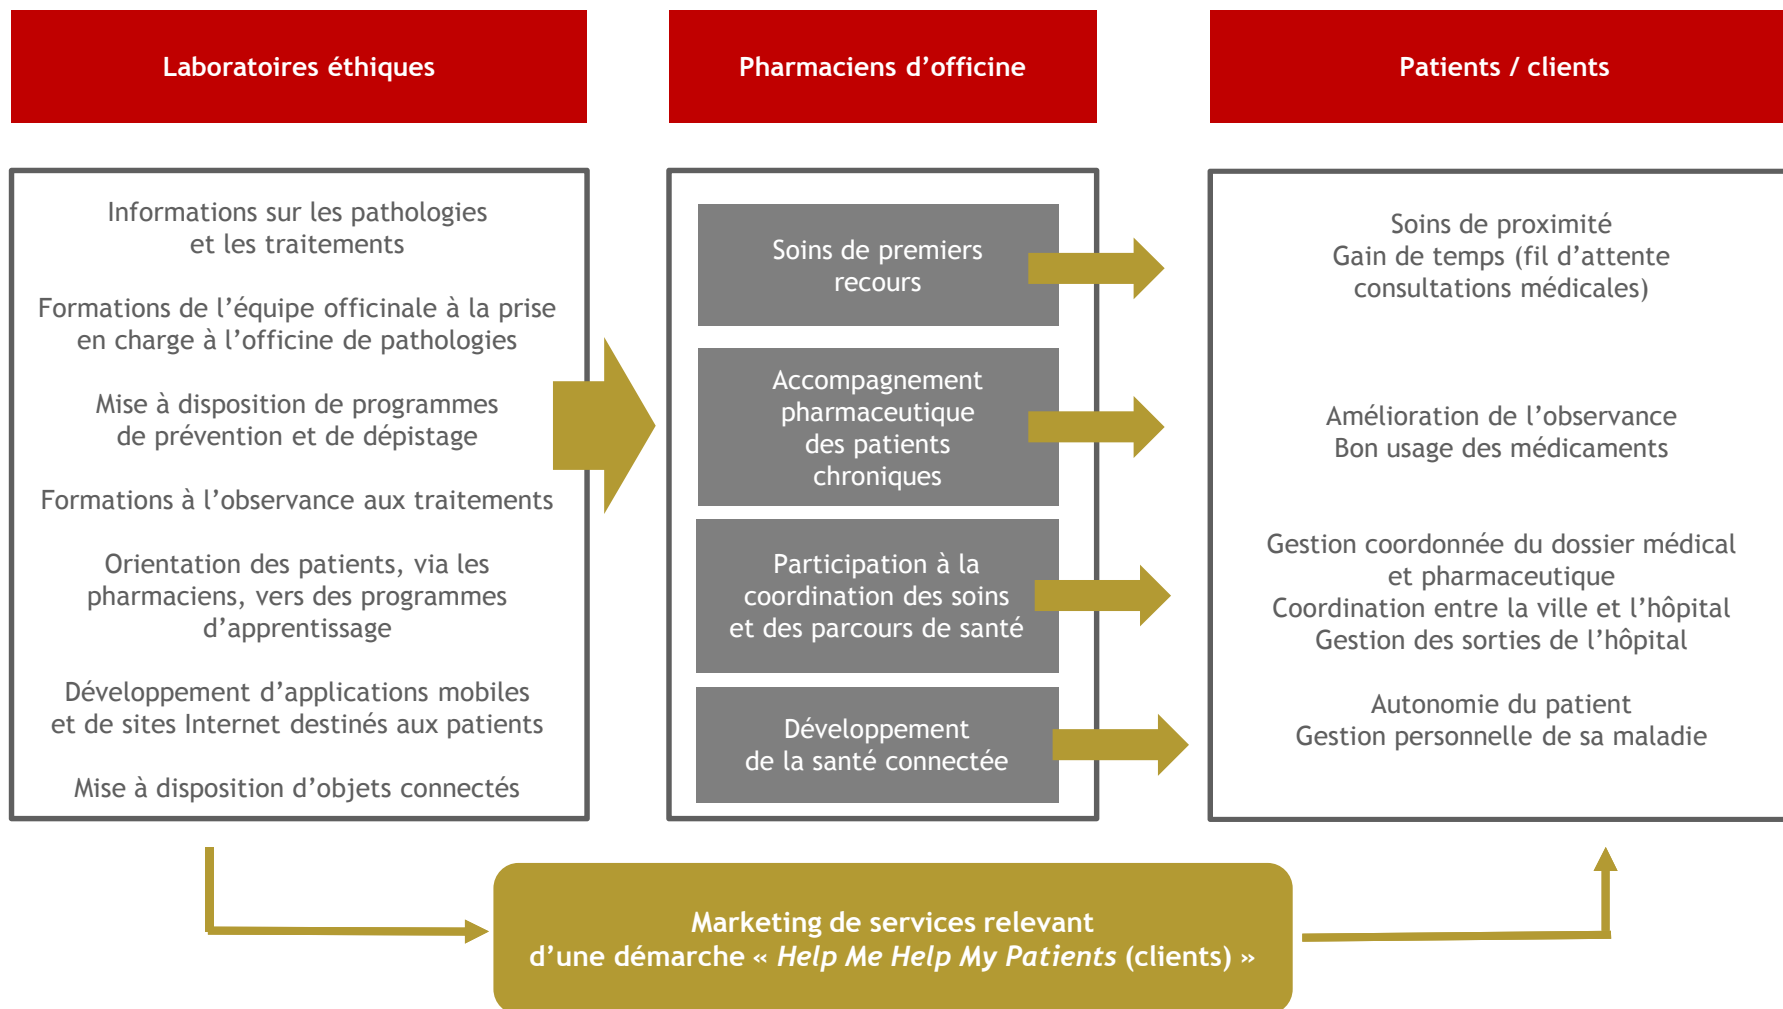 Laboratoires éthiques
Pharmaciens d’officine
Patients / clients
Informations sur les pathologies
et les traitements
Formations de l’équipe officinale à la prise
en charge à l’officine de pathologies
Mise à disposition de programmes
de prévention et de dépistage
Formations à l’observance aux traitements
Orientation des patients, via les
pharmaciens, vers des programmes
d’apprentissage
Développement d’applications mobiles
et de sites Internet destinés aux patients
Mise à disposition d’objets connectés
Soins de premiers
recours
Accompagnement
pharmaceutique
des patients
chroniques
Participation à la
coordination des soins
et des parcours de santé
Développement
de la santé connectée
Soins de proximité
Gain de temps (fil d’attente
consultations médicales)
Amélioration de l’observance
Bon usage des médicaments
Gestion coordonnée du dossier médical
et pharmaceutique
Coordination entre la ville et l’hôpital
Gestion des sorties de l’hôpital
Autonomie du patient
Gestion personnelle de sa maladie
Marketing de services relevant
d’une démarche « Help Me Help My Patients (clients) »